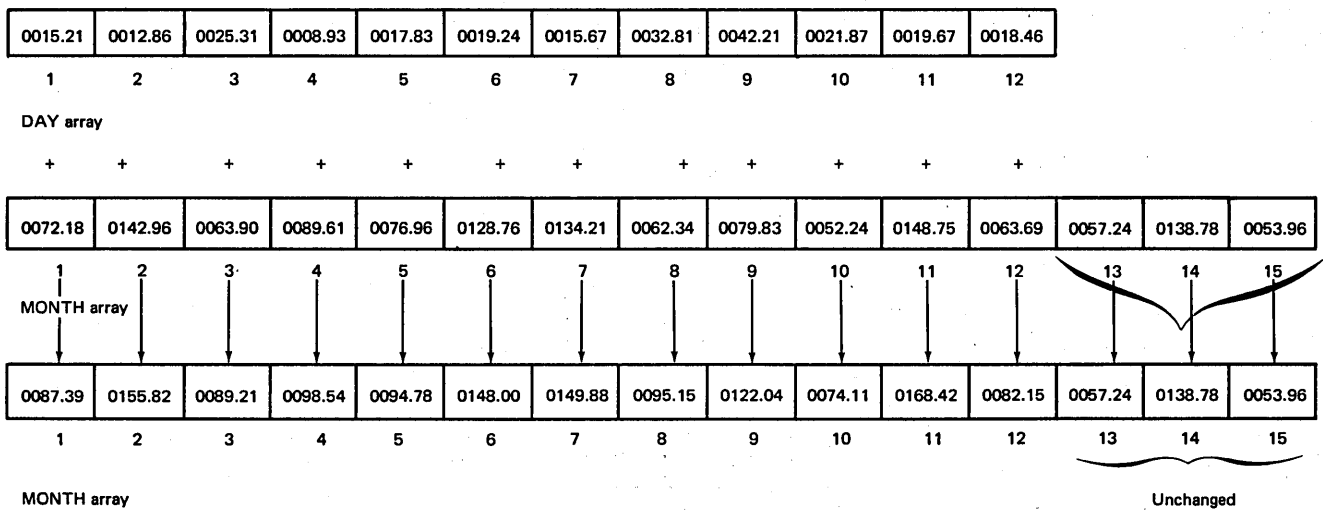 0015.21 0012.86 0025.31 0008.93 0017.83 0019.24 0015.67 0032.81 0042.21 0021.87 0019.67 0018.46
1 2 3 4 5 6 7 8 9 10 11 12
DAY array
+ + + + + + + + + + + +
0072.18 0142.96 0063.90 0089.61 0076.96 0128.76 0134.21 0062.34 0079.83 0052.24 0148.75 0063.69 0057.24 0138.78 0053.96
1 2 3 4 5 6 7 8 9 10 11 12 13 14 15
MONTH array
0087.39 0155.82 0089.21 0098.54 0094.78 0148.00 0149.88 0095.15 0122.04 0074.11 0168.42 0082.15 0057.24 0138.78 0053.96
1 2 3 4 5 6 7 8 9 10 11 12 13 14 15
MONTH array Unchanged